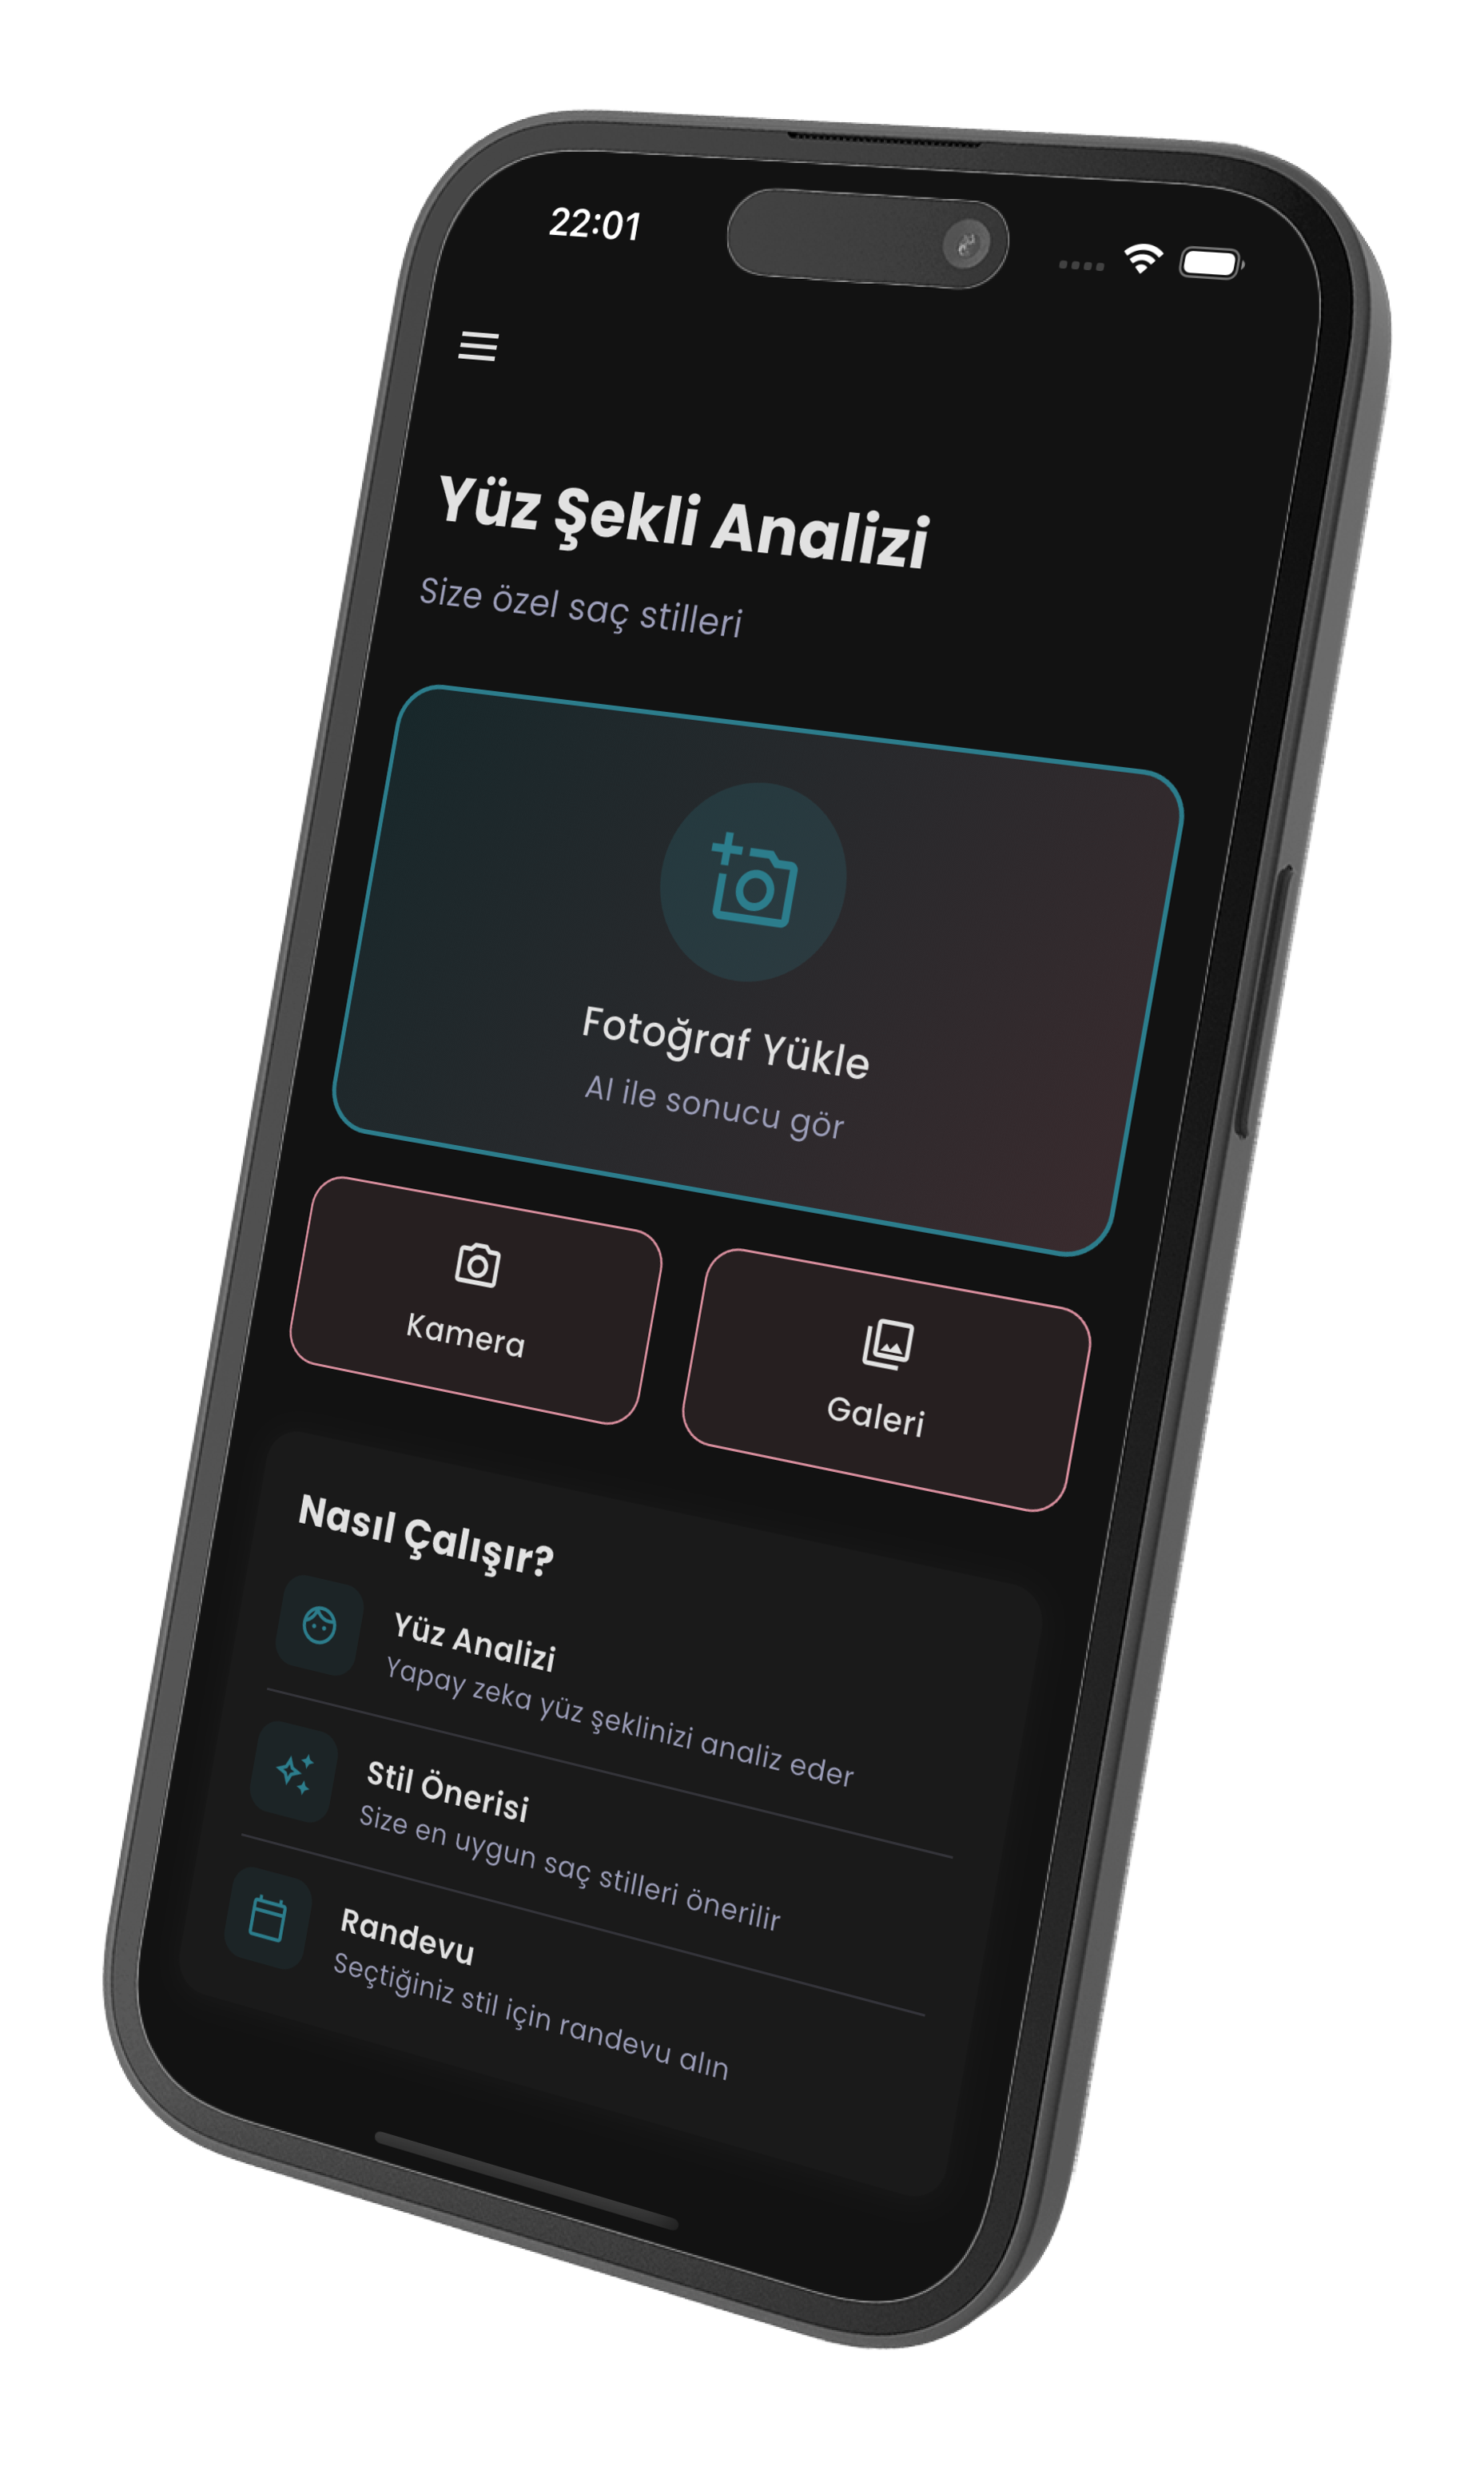 22:01
Yüz Şekli Analizi
Size özel saç stilleri
Fotoğraf Yükle
AI ile sonucu gör
Kamera
Galeri
Nasıl Çalışır?
Yüz Analizi
Yapay zeka yüz şeklinizi analiz eder
Stil Önerisi
Size en uygun saç stilleri önerilir
Randevu
Seçtiğiniz stil için randevu alın